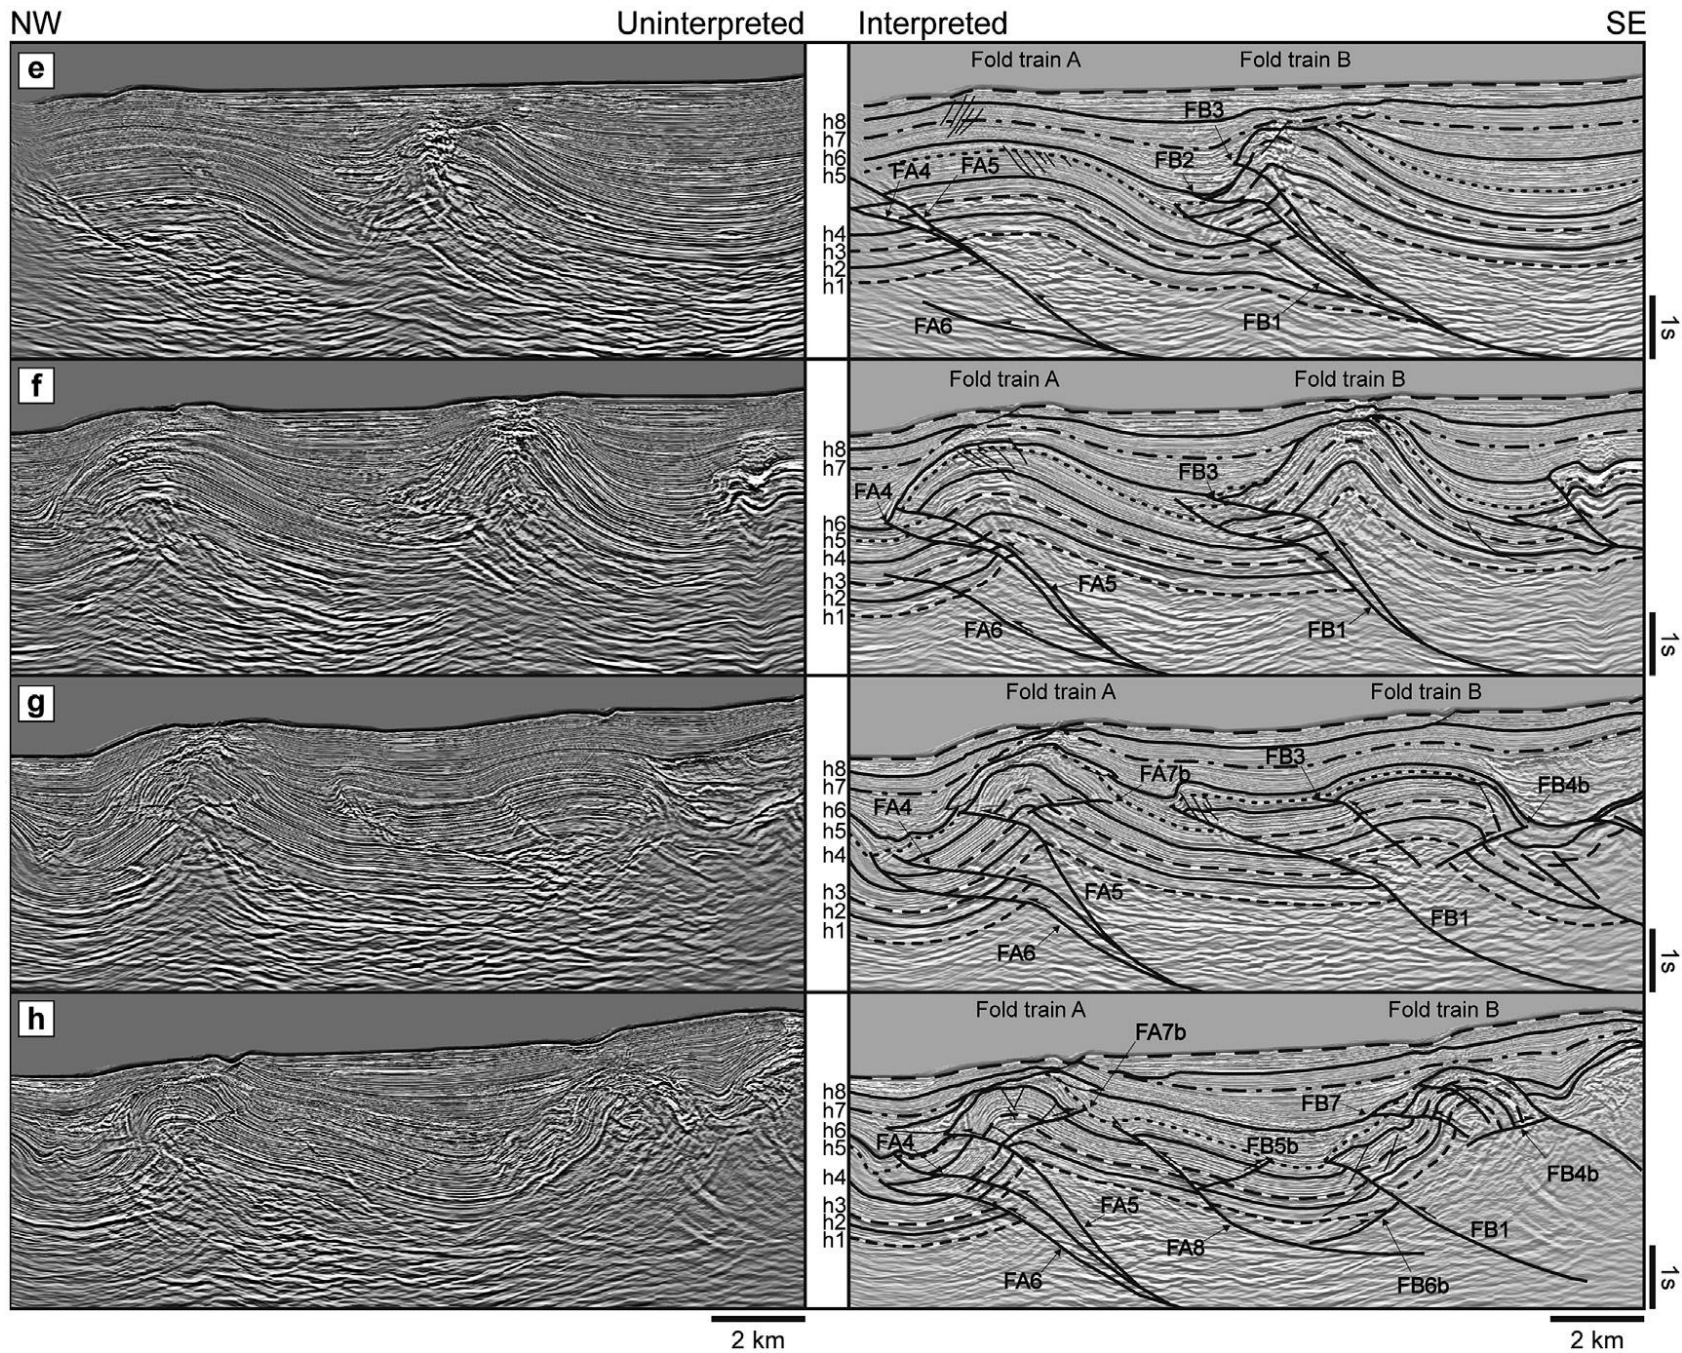 NW Uninterpreted Interpreted SE
e
Fold train A Fold train B
FB3
h8
h7
FB2
h6
h5
FA4 FA5
h4
h3
h2
h1
FA6 FB1
1s
f
Fold train A Fold train B
h8
h7
FB3
FA4
h6
h5
h4
h3
FA5
h2
h1
FA6 FB1
1s
g
Fold train A Fold train B
FB3
h8
FA7b
h7
FB4b
h6
FA4
h5
h4
h3
FA5
h2
FB1
h1
FA6
1s
h
Fold train A Fold train B
FA7b
h8
h7
FB7
h6
h5
FA4
FB5b
h4
FB4b
h3
FA5
h2
FB1
h1
FA8
FA6
FB6b
1s
2 km 2 km